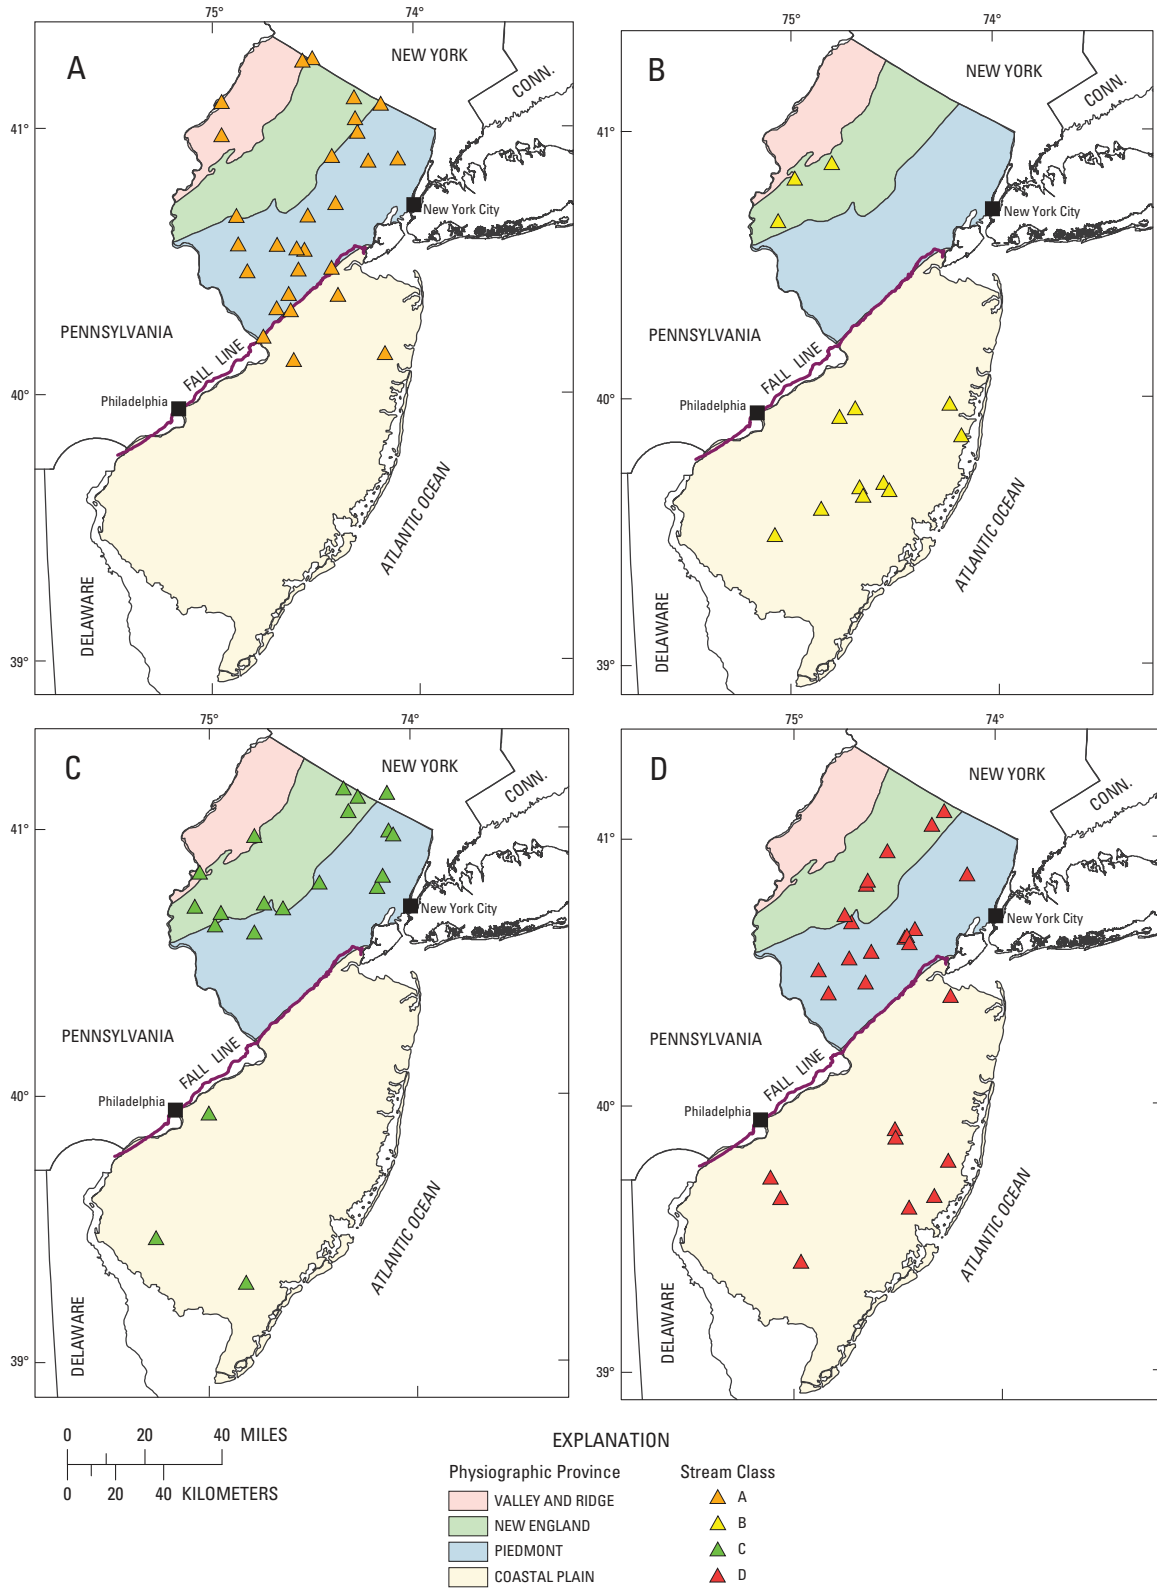 75°
74°
A
NEW YORK
CONN.
41°
New York City
PENNSYLVANIA
FALL LINE
40°
Philadelphia
ATLANTIC OCEAN
DELAWARE
39°
75°
74°
B
NEW YORK
CONN.
41°
New York City
PENNSYLVANIA
FALL LINE
40°
Philadelphia
ATLANTIC OCEAN
DELAWARE
39°
75°
74°
C
NEW YORK
CONN.
41°
New York City
PENNSYLVANIA
FALL LINE
40°
Philadelphia
ATLANTIC OCEAN
DELAWARE
39°
75°
74°
D
NEW YORK
CONN.
41°
New York City
PENNSYLVANIA
FALL LINE
40°
Philadelphia
ATLANTIC OCEAN
DELAWARE
39°
0 20 40 MILES
0 20 40 KILOMETERS
EXPLANATION
Physiographic Province
VALLEY AND RIDGE
NEW ENGLAND
PIEDMONT
COASTAL PLAIN
Stream Class
A
B
C
D